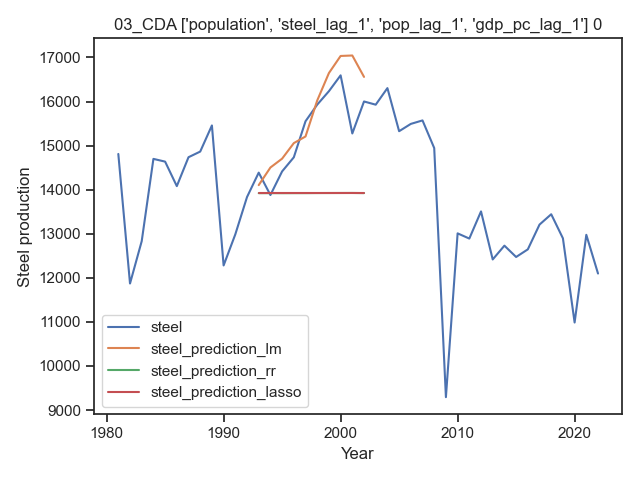 03_CDA ['population', 'steel_lag_1', 'pop_lag_1', 'gdp_pc_lag_1'] 0
17000
16000
15000
14000
13000
12000
11000
10000
9000
Steel production
steel
steel_prediction_lm
steel_prediction_rr
steel_prediction_lasso
1980
1990
2000
2010
2020
Year